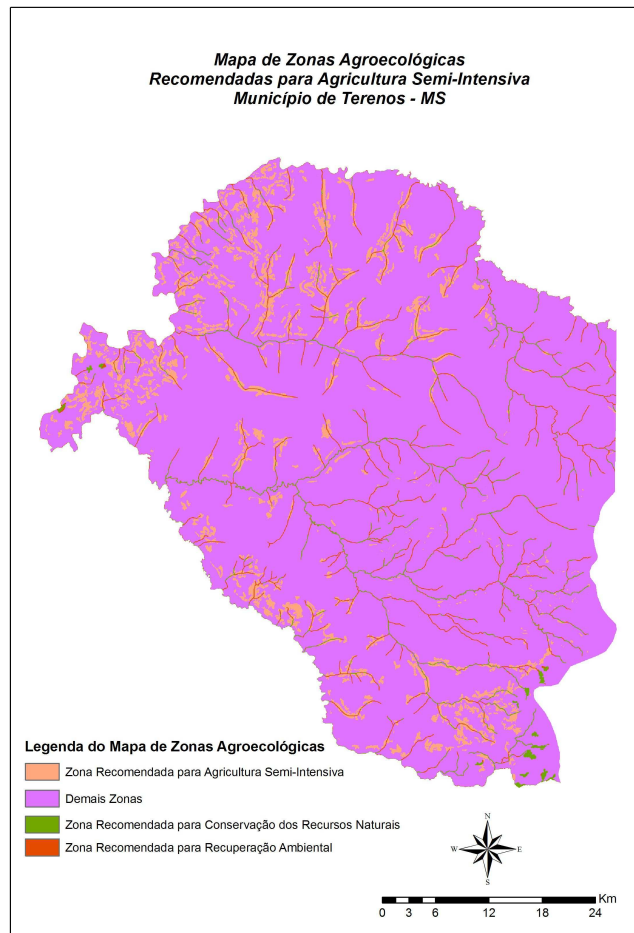 Mapa de Zonas Agroecológicas
Recomendadas para Agricultura Semi-Intensiva
Município de Terenos - MS
Legenda do Mapa de Zonas Agroecológicas
Zona Recomendada para Agricultura Semi-Intensiva
Demais Zonas
Zona Recomendada para Conservação dos Recursos Naturais
Zona Recomendada para Recuperação Ambiental
N
W E
S
Km
0 3 6 12 18 24